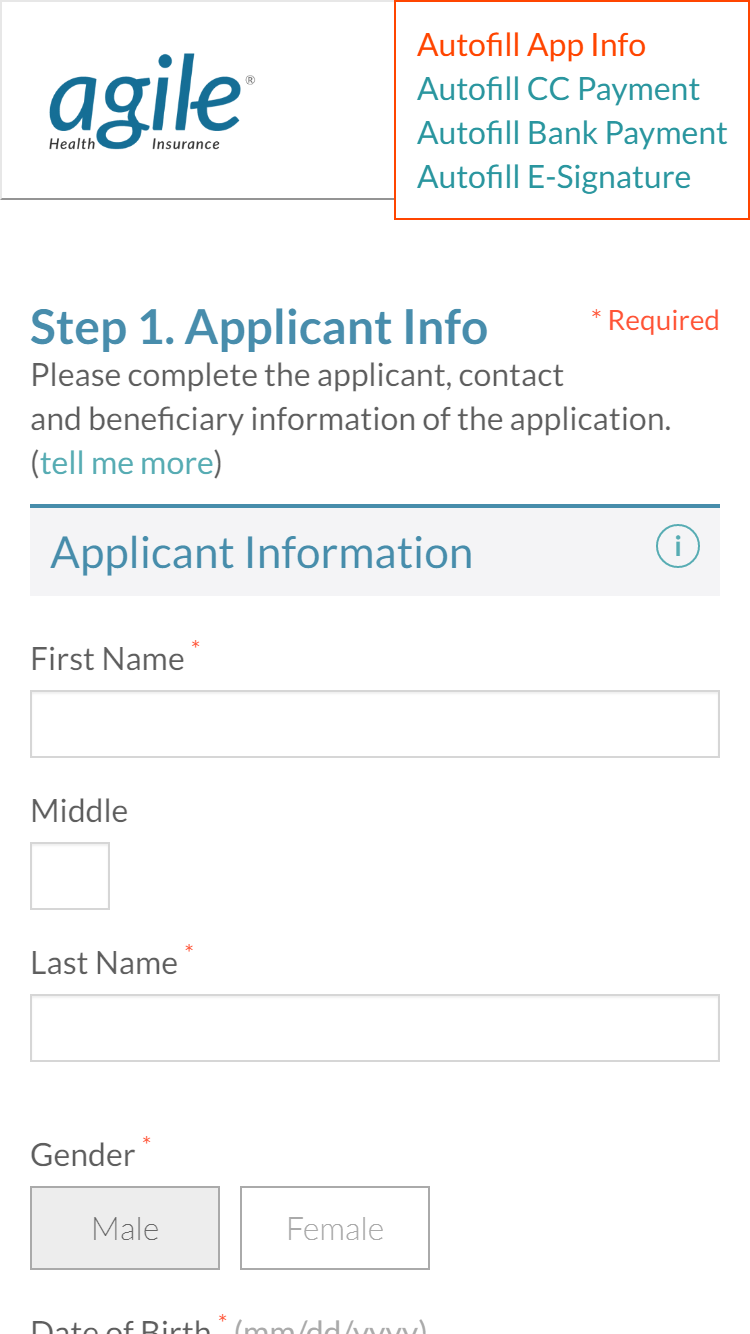 agile®
Health Insurance
Autofill App Info
Autofill CC Payment
Autofill Bank Payment
Autofill E-Signature
Step 1. Applicant Info
* Required
Please complete the applicant, contact
and beneficiary information of the application.
(tell me more)
Applicant Information
i
First Name *
Middle
Last Name *
Gender *
Male
Female
Date of Birth * (mm/dd/yyyy)